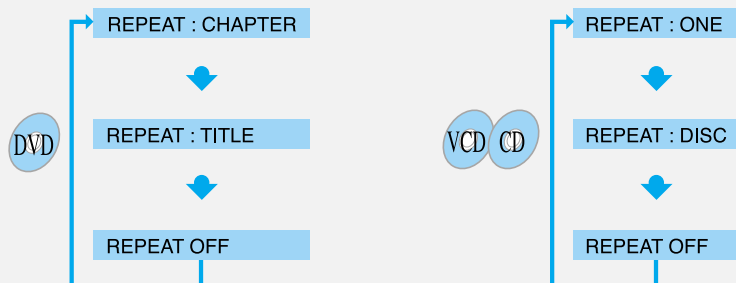 REPEAT : CHAPTER
DVD
REPEAT : TITLE
REPEAT OFF
REPEAT : ONE
VCD CD
REPEAT : DISC
REPEAT OFF